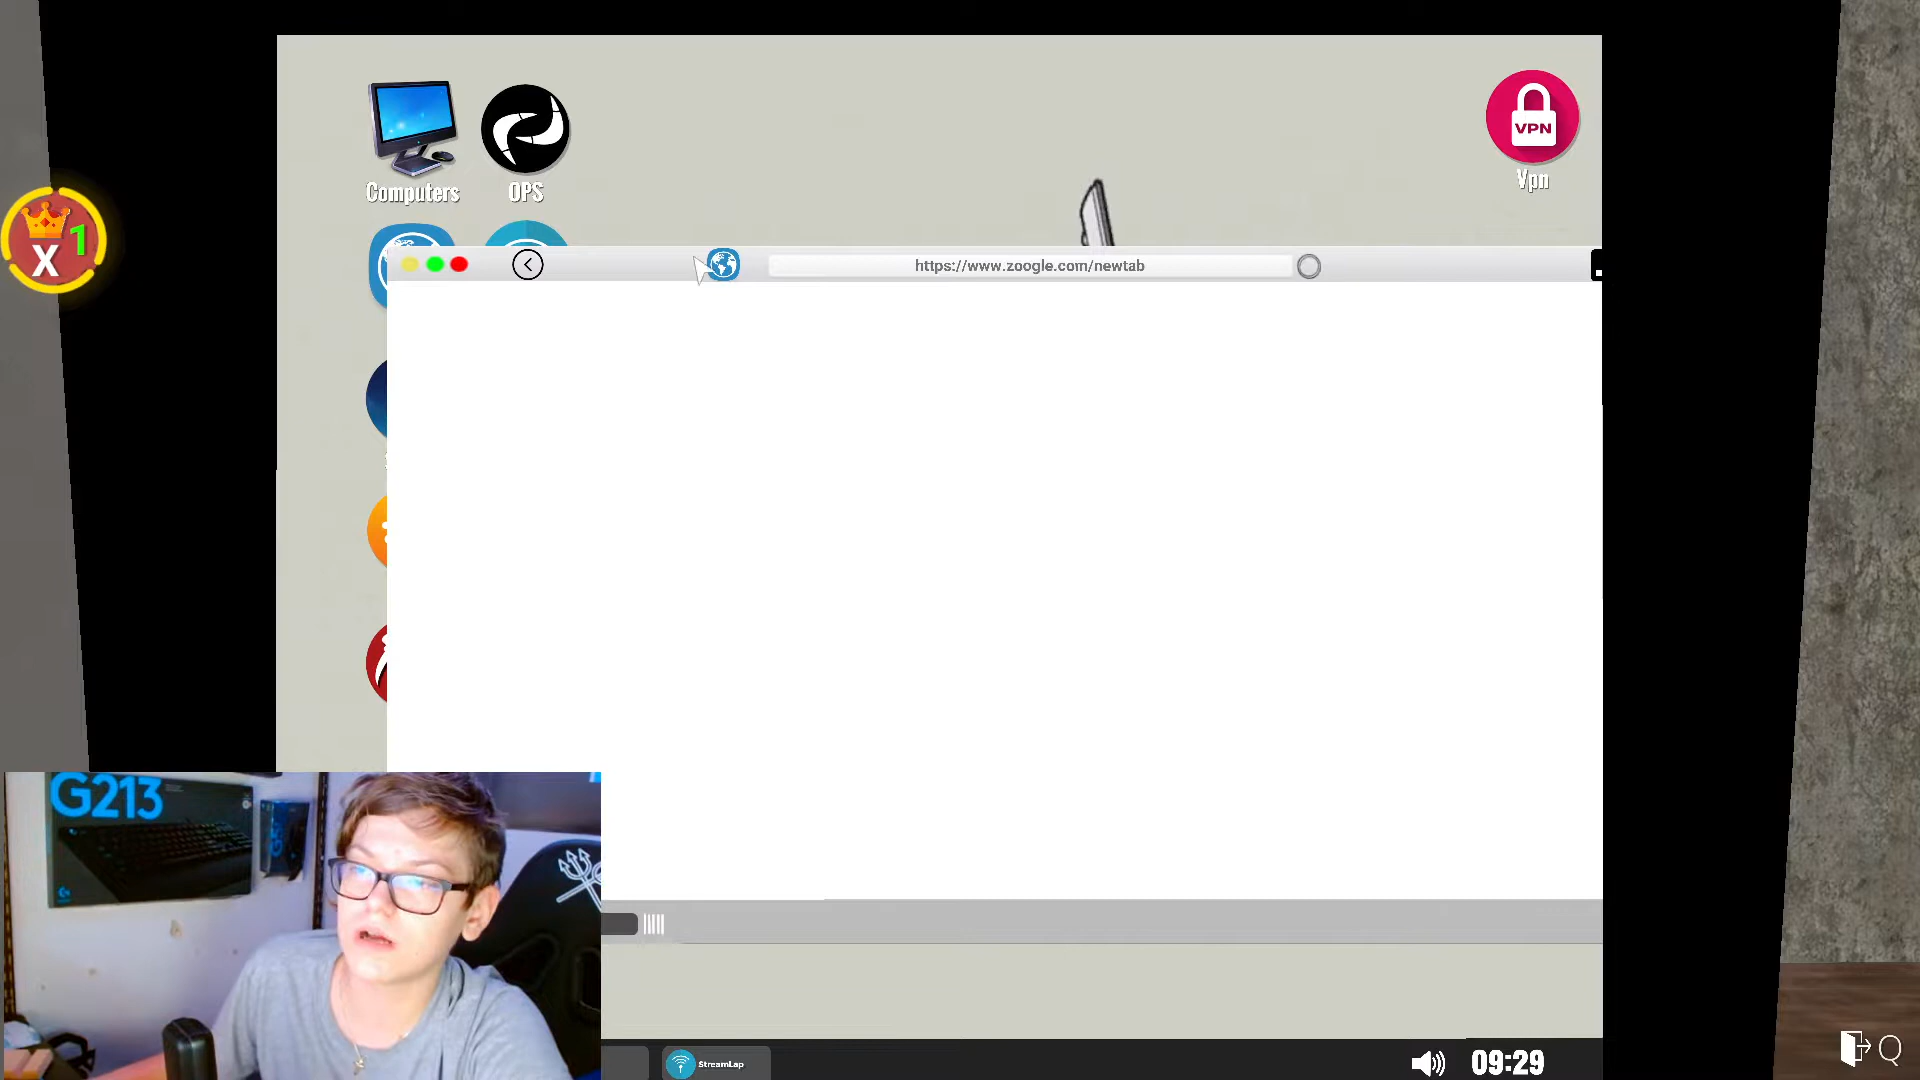 Computers
OPS
VPN
Vpn
X 1
https://www.zoogle.com/newtab
G213
StreamLap
09:29
Q